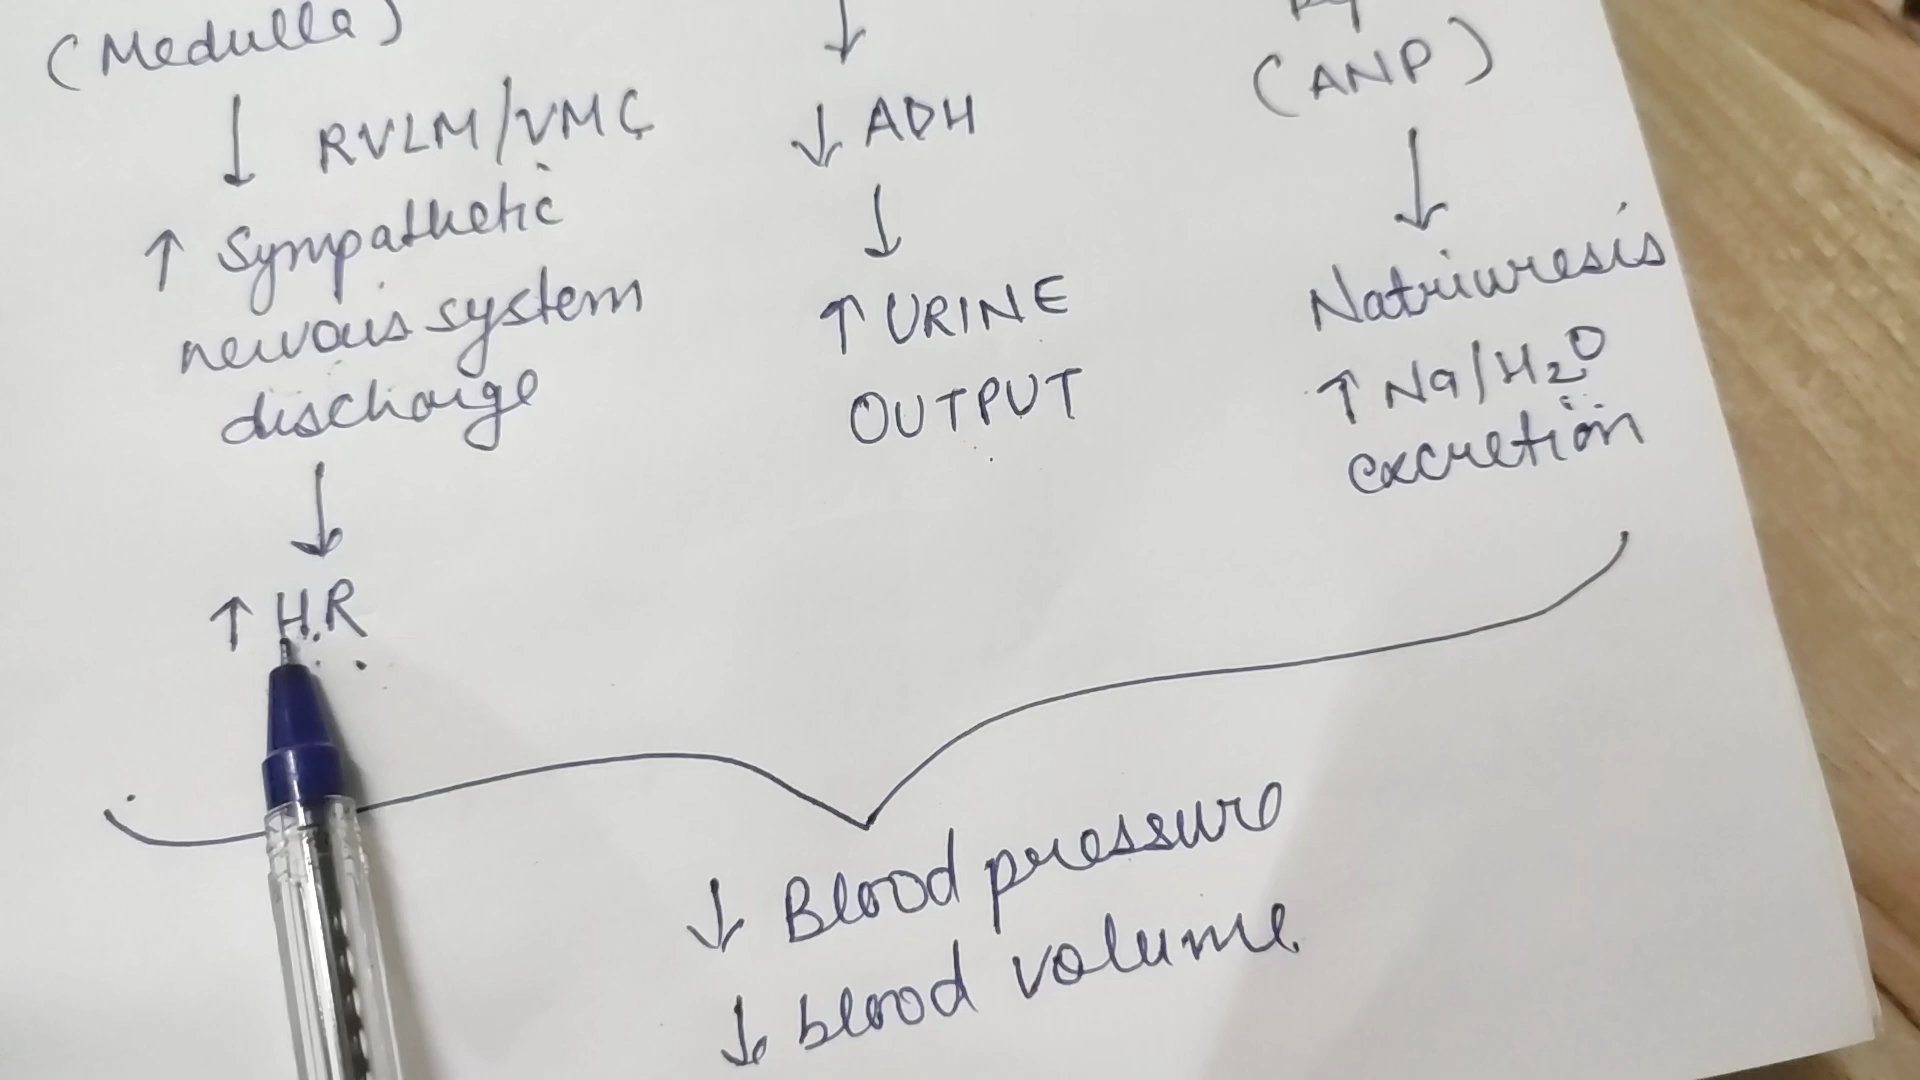 (Medulla)
↓ RVLM/VMC
↑ Sympathetic
nervous system
discharge
↓
↑ HR
↓
↓ ADH
↓
↑ URINE
OUTPUT
(ANP)
↓
Natriuresis
↑ Na/H2O
excretion
↓ Blood pressure
↓ blood volume